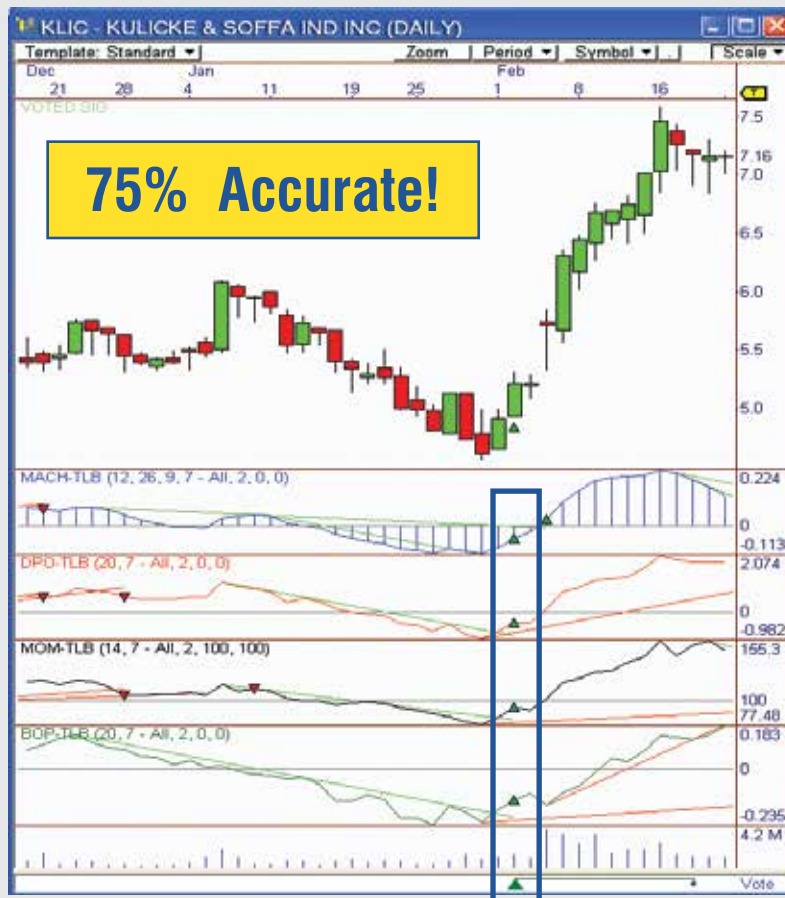 KLIC - KULICKE & SOFFA IND INC (DAILY)
Template: Standard Zoom Period Symbol . Scale
Dec Jan Feb
21 28 4 11 19 25 1 8 16
T
VOTED SIG
75% Accurate!
7.5
7.16
7.0
6.5
6.0
5.5
5.0
MACH-TLB (12, 26, 9, 7 - All, 2, 0, 0)
0.224
0
-0.113
DPO-TLB (20, 7 - All, 2, 0, 0)
2.074
0
-0.982
MOM-TLB (14, 7 - All, 2, 100, 100)
155.3
100
77.48
BOP-TLB (20, 7 - All, 2, 0, 0)
0.183
0
-0.235
4.2 M
Vote